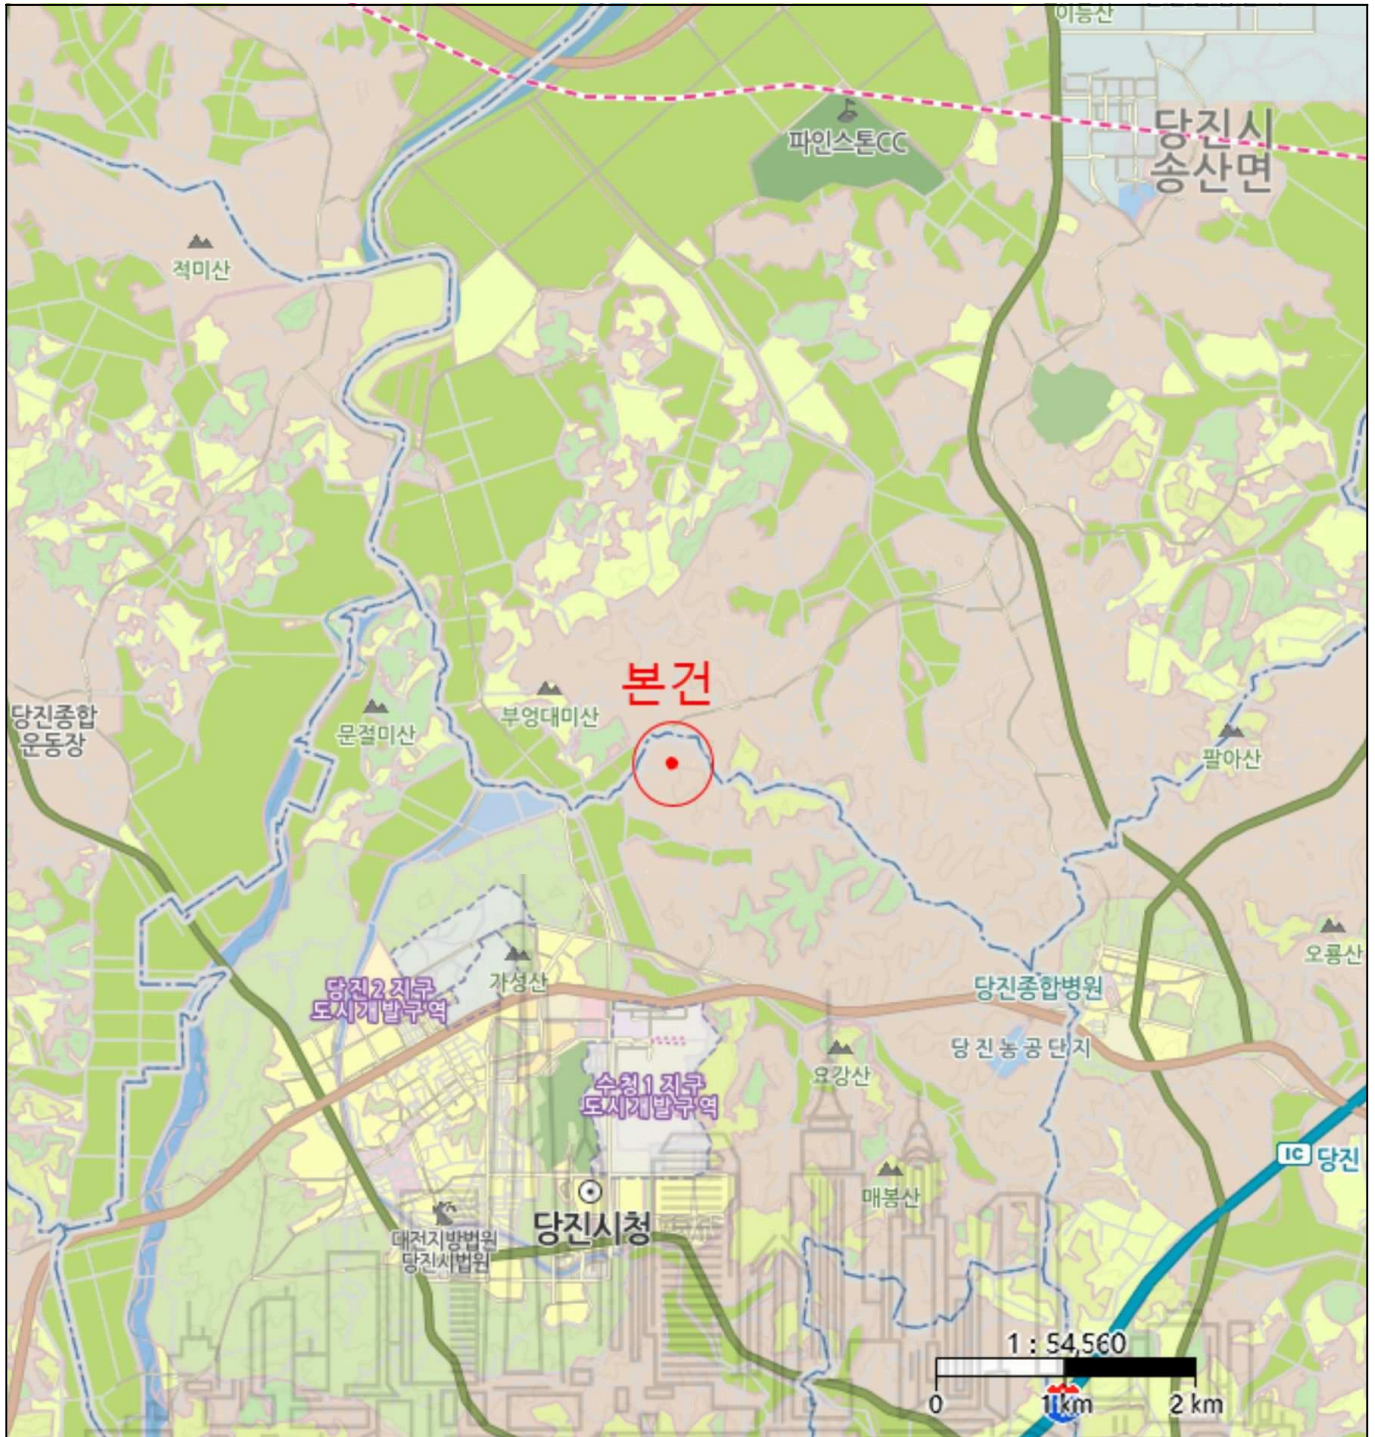 이등산
파인스톤CC
당진시
송산면
적미산
본건
당진종합
운동장
문절미산
부엉대미산
팔아산
오룡산
당진2지구
도시개발구역
가성산
당진종합병원
당진농공단지
수청1지구
도시개발구역
요강산
IC 당진
매봉산
대전지방법원
당진시법원
당진시청
1 : 54,560
0 1 km 2 km